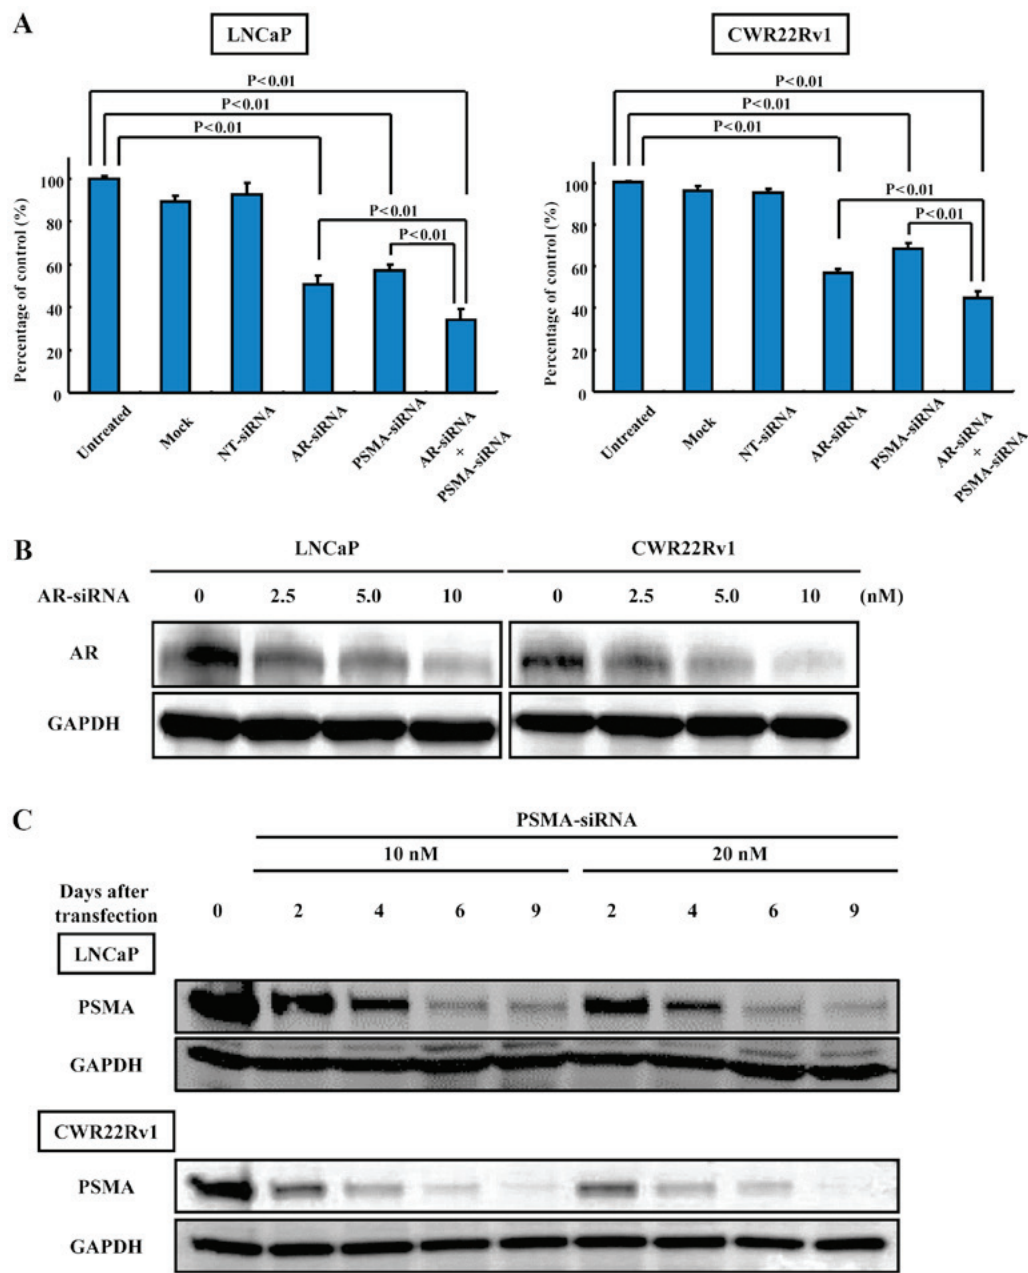 A
LNCaP
CWR22Rv1
P<0.01
P<0.01
P<0.01
P<0.01
P<0.01
Percentage of control (%)
100
80
60
40
20
0
Untreated
Mock
NT-siRNA
AR-siRNA
PSMA-siRNA
AR-siRNA
+
PSMA-siRNA
P<0.01
P<0.01
P<0.01
P<0.01
P<0.01
Percentage of control (%)
100
80
60
40
20
0
Untreated
Mock
NT-siRNA
AR-siRNA
PSMA-siRNA
AR-siRNA
+
PSMA-siRNA
B
LNCaP CWR22Rv1
AR-siRNA 0 2.5 5.0 10 0 2.5 5.0 10 (nM)
AR
GAPDH
C
PSMA-siRNA
10 nM 20 nM
Days after
transfection 0 2 4 6 9 2 4 6 9
LNCaP
PSMA
GAPDH
CWR22Rv1
PSMA
GAPDH